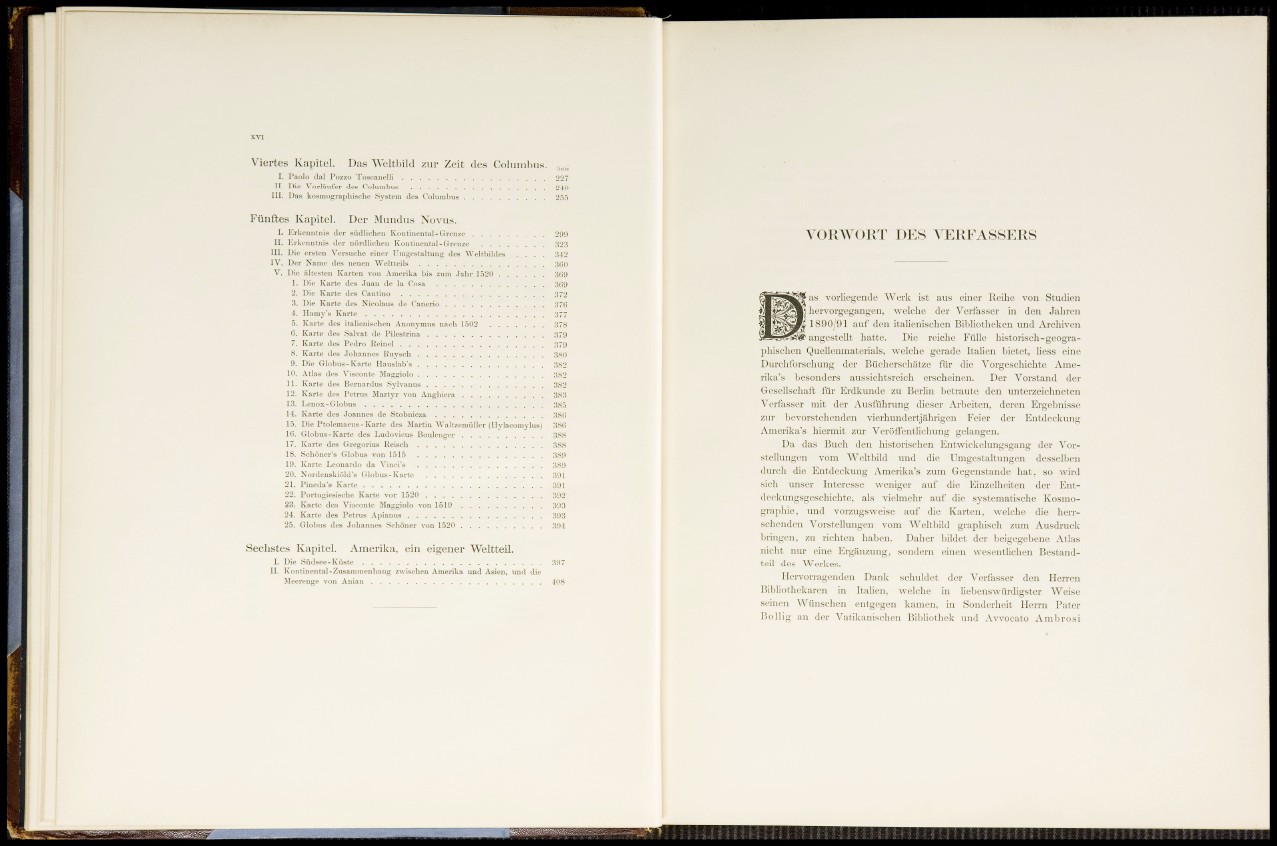 XVI
Viertes Kapitel. Das Weltbild zur Zeit des Columbus.
I. Paolo dal Pozzo Toscanelli . . . . . . . . . . . . . . . . . 227
II. Die Vorläufer des Columbus . . . . . . . . . . . . . . . . 240
III. Das kosmographische System des Columbus . . . . . . . . . . 255
Fünftes Kapitel. Der Mundus Novus.
I. Erkenntnis der südlichen Kontinental-Grenze . . . . . . . . . 299
II. Erkenntnis der nördlichen Kontinental-Grenze . . . . . . . . 323
III. Die ersten Versuche einer Umgestaltung des Weltbildes . . . . 342
IV. Der Name des neuen Weltteils . . . . . . . . . . . . . . . 360
V. Die ältesten Karten von Amerika bis zum Jahr 1520 . . . . . . 369
1. Die Karte des Juan de la Cosa . . . . . . . . . . . . . 369
2. Die Karte des Cantino . . . . . . . . . . . . . . . . . 372
3. Die Karte des Nicolaus de Canerio . . . . . . . . . . . . 376
4. Hamy's Karte . . . . . . . . . . . . . . . . . . . . . 377
5. Karte des italienischen Anonymus nach 1502 . . . . . . . 378
6. Karte des Salvat de Pilestrina . . . . . . . . . . . . . . 379
7. Karte des Pedro Reinel . . . . . . . . . . . . . . . . . 379
8. Karte des Johannes Ruysch . . . . . . . . . . . . . . . 380
9. Die Globus-Karte Hauslab's . . . . . . . . . . . . . . . 382
10. Atlas des Visconte Maggiolo . . . . . . . . . . . . . . . 382
11. Karte des Bernardus Sylvanus . . . . . . . . . . . . . . 382
12. Karte des Petrus Martyr von Anghiera . . . . . . . . . . 383
13. Lenox-Globus . . . . . . . . . . . . . . . . . . . . . 385
14. Karte des Joannes de Stobnicza . . . . . . . . . . . . . 386
15. Die Ptolemaeus-Karte des Martin Waltzemüller (Hylacomylus) 386
16. Globus-Karte des Ludovicus Boulenger . . . . . . . . . . 388
17. Karte des Gregorius Reisch . . . . . . . . . . . . . . . 388
18. Schöner's Globus von 1515 . . . . . . . . . . . . . . . 389
19. Karte Leonardo da Vinci's . . . . . . . . . . . . . . . 389
20. Nordenskiöld's Globus-Karte . . . . . . . . . . . . . . 391
21. Pineda's Karte . . . . . . . . . . . . . . . . . . . . . 391
22. Portugiesische Karte vor 1520 . . . . . . . . . . . . . . 392
23. Karte des Visconte Maggiolo von 1519 . . . . . . . . . . 393
24. Karte des Petrus Apianus . . . . . . . . . . . . . . . . 393
25. Globus des Johannes Schöner von 1520 . . . . . . . . . . 394
Sechstes Kapitel. Amerika, ein eigener Weltteil.
I. Die Südsee-Küste . . . . . . . . . . . . . . . . . . . . . 397
II. Kontinental-Zusammenhang zwischen Amerika und Asien, und die
Meerenge von Anian . . . . . . . . . . . . . . . . . . . . 408
VORWORT DES VERFASSERS
Das vorliegende Werk ist aus einer Reihe von Studien
hervorgegangen, welche der Verfasser in den Jahren
1890/91 auf den italienischen Bibliotheken und Archiven
angestellt hatte. Die reiche Fülle historisch-geogra-
phischen Quellenmaterials, welche gerade Italien bietet, liess eine
Durchforschung der Bücherschätze für die Vorgeschichte Ame-
rika's besonders aussichtsreich erscheinen. Der Vorstand der
Gesellschaft für Erdkunde zu Berlin betraute den unterzeichneten
Verfasser mit der Ausführung dieser Arbeiten, deren Ergebnisse
zur bevorstehenden vierhundertjährigen Feier der Entdeckung
Amerika's hiermit zur Veröffentlichung gelangen.
Da das Buch den historischen Entwickelungsgang der Vor-
stellungen vom Weltbild und die Umgestaltungen desselben
durch die Entdeckung Amerika's zum Gegenstande hat, so wird
sich unser Interesse weniger auf die Einzelheiten der Ent-
deckungsgeschichte, als vielmehr auf die systematische Kosmo-
graphie, und vorzugsweise auf die Karten, welche die herr-
schenden Vorstellungen vom Weltbild graphisch zum Ausdruck
bringen, zu richten haben. Daher bildet der beigegebene Atlas
nicht nur eine Ergänzung, sondern einen wesentlichen Bestand-
teil des Werkes.
Hervorragenden Dank schuldet der Verfasser den Herren
Bibliothekaren in Italien, welche in liebenswürdigster Weise
seinen Wünschen entgegen kamen, in Sonderheit Herrn Pater
Bollig an der Vatikanischen Bibliothek und Avvocato Ambrosi